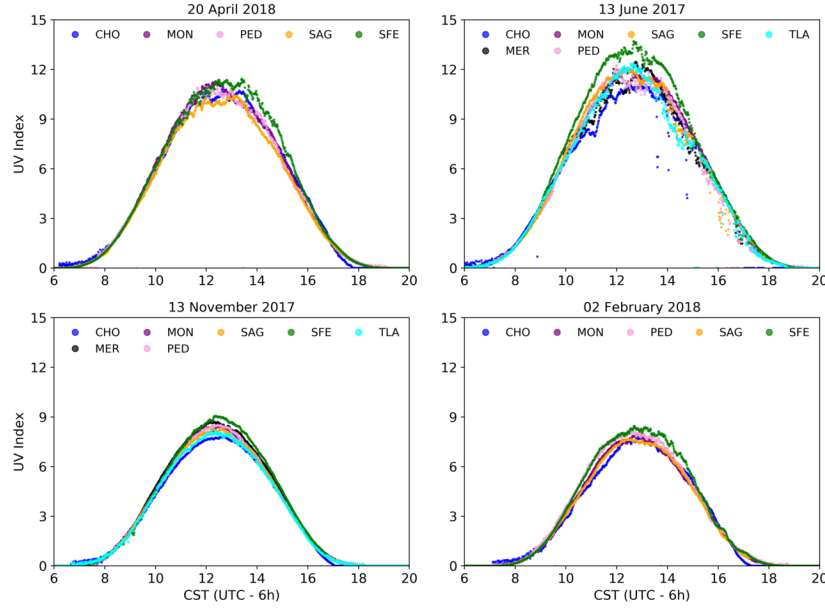 20 April 2018
CHO MON PED SAG SFE
UV Index
15
12
9
6
3
0
6 8 10 12 14 16 18 20
13 June 2017
CHO MON SAG SFE TLA
MER PED
15
12
9
6
3
0
6 8 10 12 14 16 18 20
13 November 2017
CHO MON SAG SFE TLA
MER PED
UV Index
15
12
9
6
3
0
6 8 10 12 14 16 18 20
CST (UTC - 6h)
02 February 2018
CHO MON PED SAG SFE
15
12
9
6
3
0
6 8 10 12 14 16 18 20
CST (UTC - 6h)